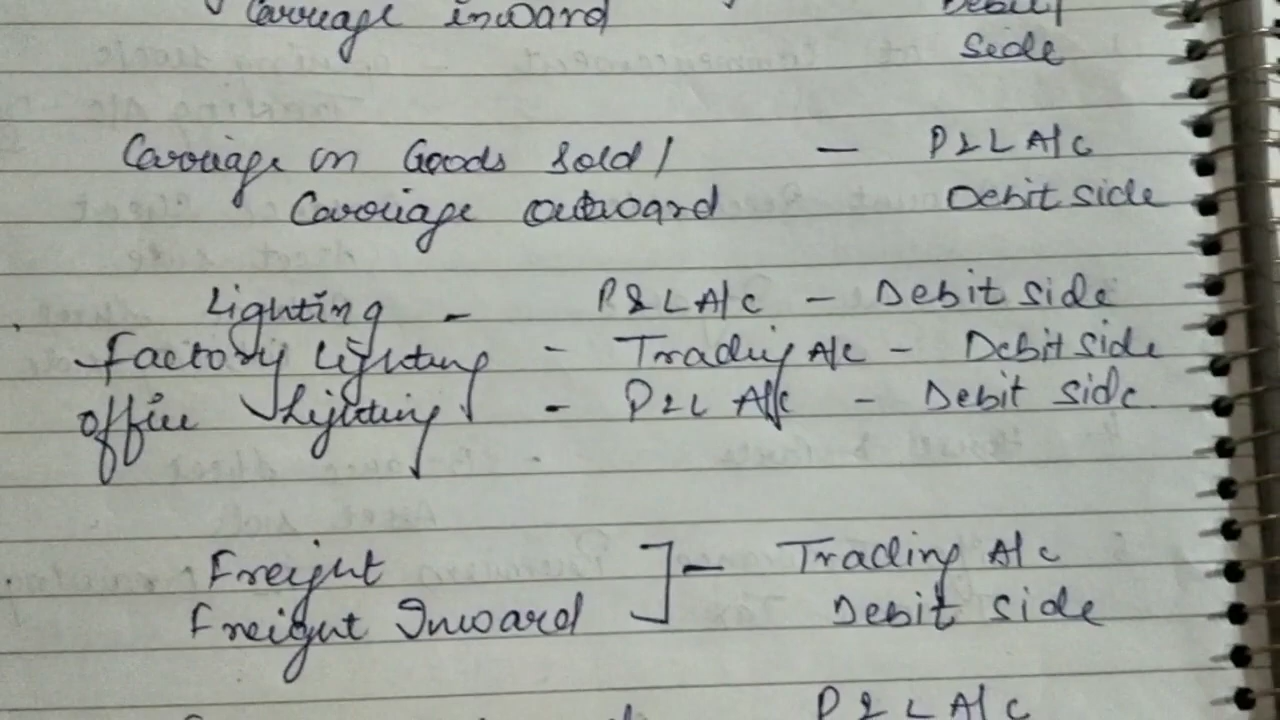 Carriage inward Debit
Side
Carriage on Goods Sold / - P&L A/c
Carriage outward Debit side
Lighting - P&L A/c - Debit side
factory lighting - Trading A/c - Debit side
office lighting - P&L A/c - Debit side
Freight ]- Trading A/c
Freight Inward Debit side
P & L A/c